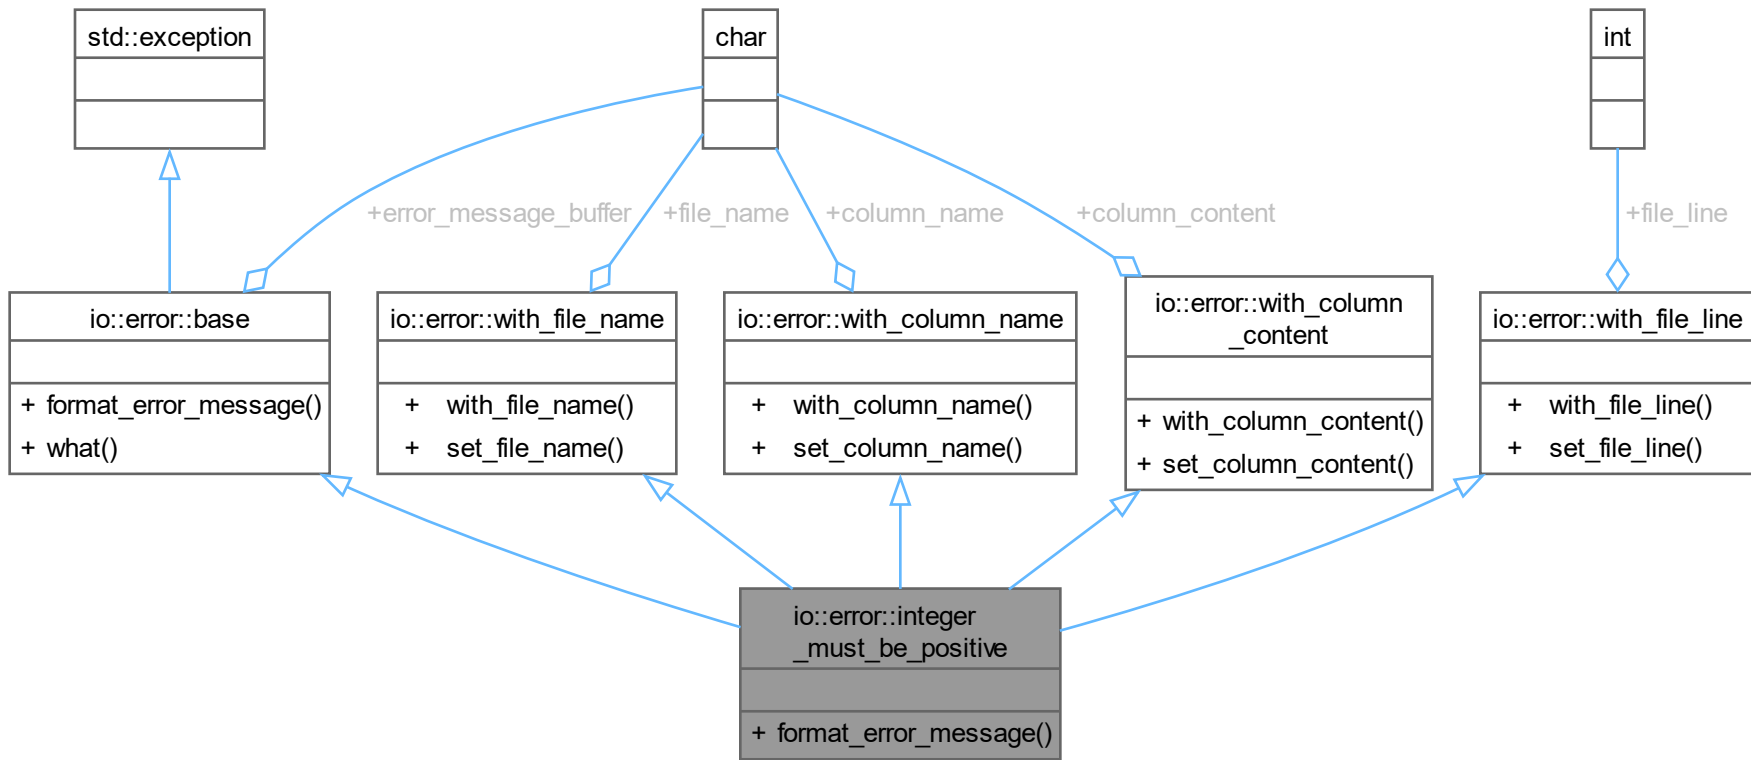 std::exception
char
int
+error_message_buffer
+file_name
+column_name
+column_content
+file_line
io::error::base
+ format_error_message()
+ what()
io::error::with_file_name
+ with_file_name()
+ set_file_name()
io::error::with_column_name
+ with_column_name()
+ set_column_name()
io::error::with_column
_content
+ with_column_content()
+ set_column_content()
io::error::with_file_line
+ with_file_line()
+ set_file_line()
io::error::integer
_must_be_positive
+ format_error_message()